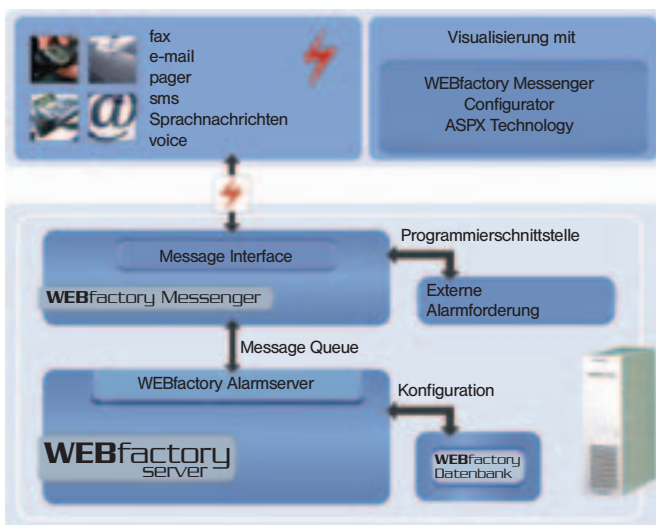 fax
e-mail
pager
sms
Sprachnachrichten
voice
Visualisierung mit
WEBfactory Messenger
Configurator
ASPX Technology
Programmierschnittstelle
Message Interface
WEBfactory Messenger
Externe
Alarmforderung
Message Queue
WEBfactory Alarmserver
Konfiguration
WEBfactory
server
WEBfactory
Datenbank